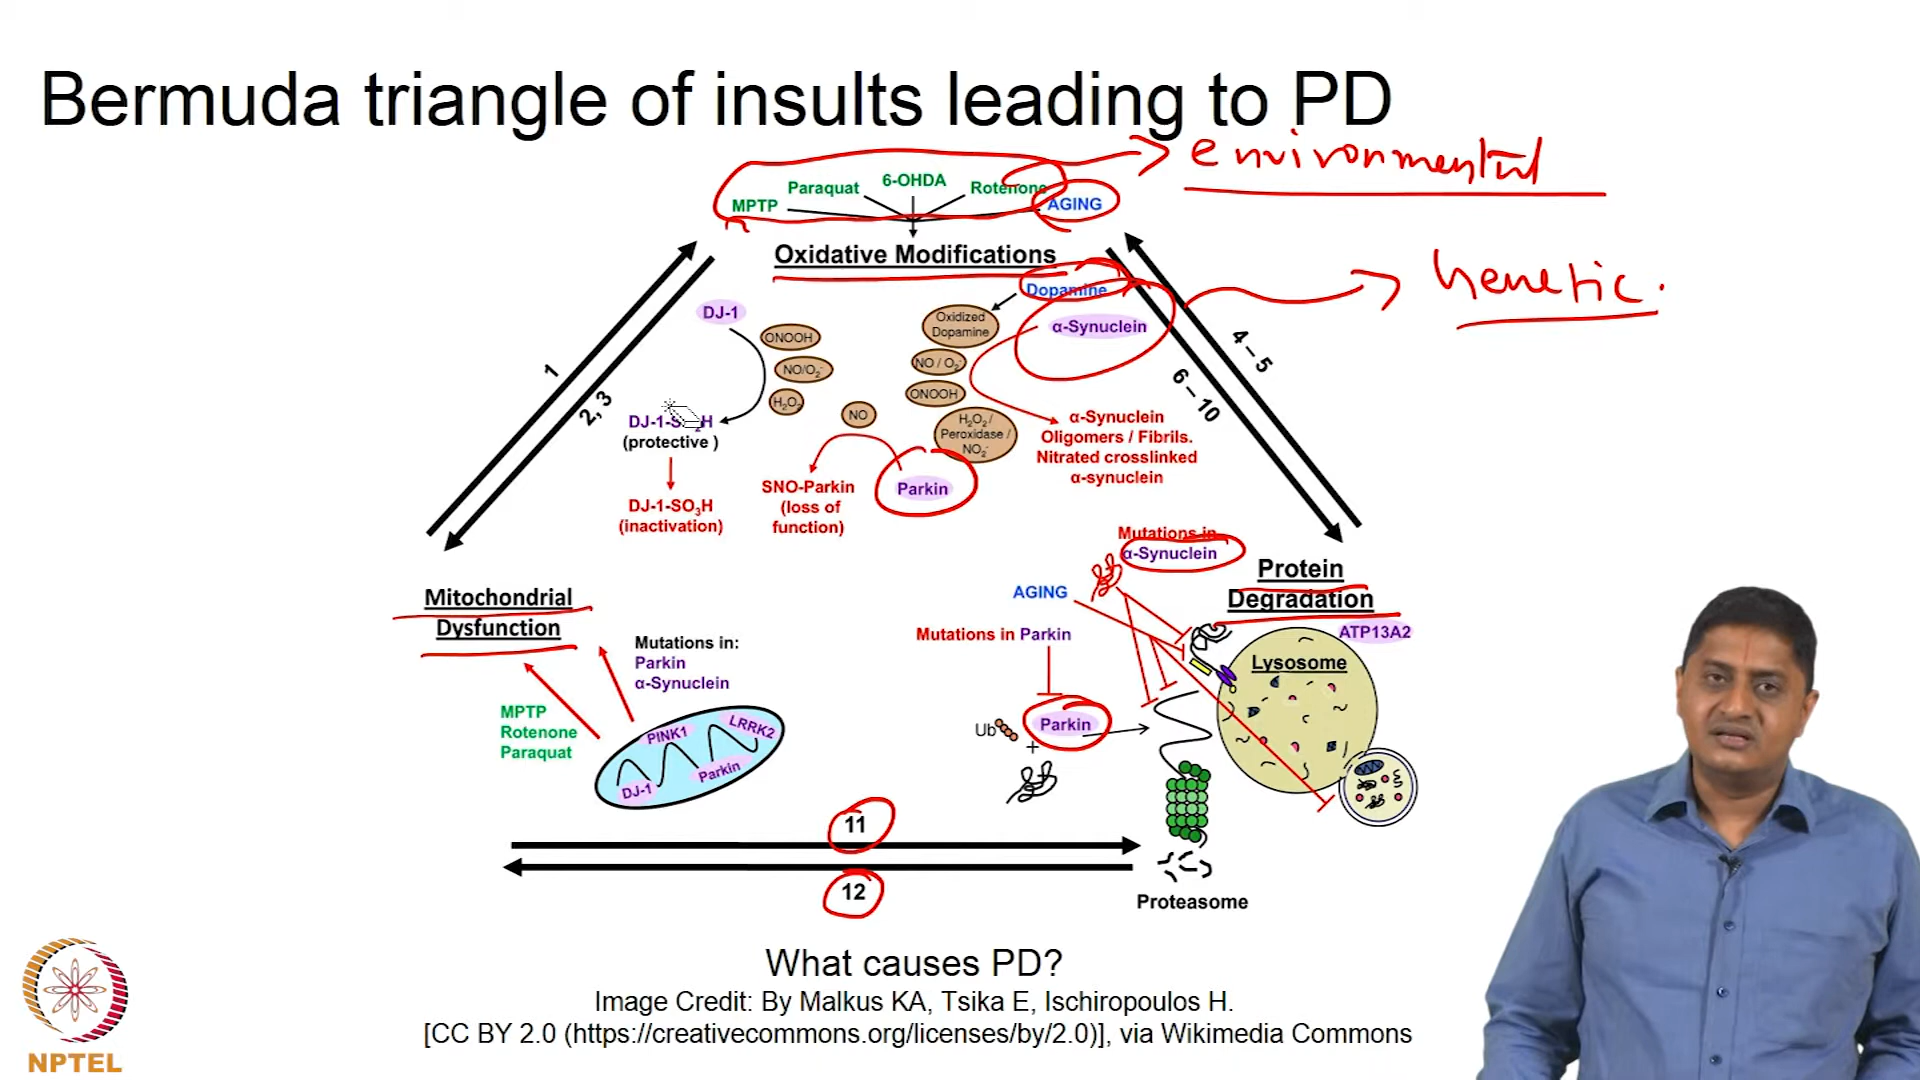 Bermuda triangle of insults leading to PD
environmental
MPTP
Paraquat
6-OHDA
Rotenone
AGING
Oxidative Modifications
Genetic.
Dopamine
α-Synuclein
DJ-1
ONOOH
NO/O₂⁻
H₂O₂
DJ-1-SO₂H
(protective )
DJ-1-SO₃H
(inactivation)
NO
SNO-Parkin
(loss of
function)
Parkin
Oxidized
Dopamine
NO / O₂⁻
ONOOH
H₂O₂ /
Peroxidase /
NO₂⁻
α-Synuclein
Oligomers / Fibrils.
Nitrated crosslinked
α-synuclein
1
2, 3
4 – 5
6 – 10
Mitochondrial
Dysfunction
Mutations in:
Parkin
α-Synuclein
MPTP
Rotenone
Paraquat
PINK1
LRRK2
DJ-1
Parkin
Mutations in
α-Synuclein
AGING
Mutations in Parkin
Parkin
Ub
+
Protein
Degradation
ATP13A2
Lysosome
Proteasome
11
12
What causes PD?
Image Credit: By Malkus KA, Tsika E, Ischiropoulos H.
[CC BY 2.0 (https://creativecommons.org/licenses/by/2.0)], via Wikimedia Commons
NPTEL